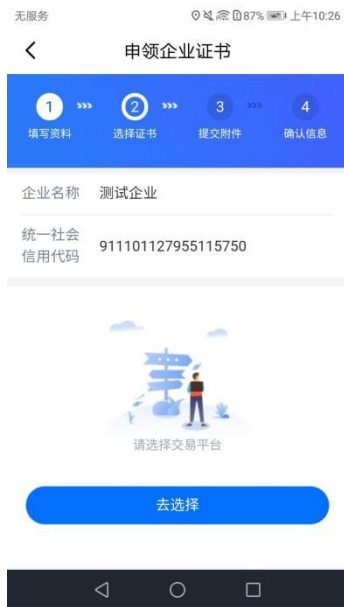 无服务 87% 上午10:26
申领企业证书
1 2 3 4
填写资料 选择证书 提交附件 确认信息
企业名称 测试企业
统一社会
信用代码 911101127955115750
请选择交易平台
去选择